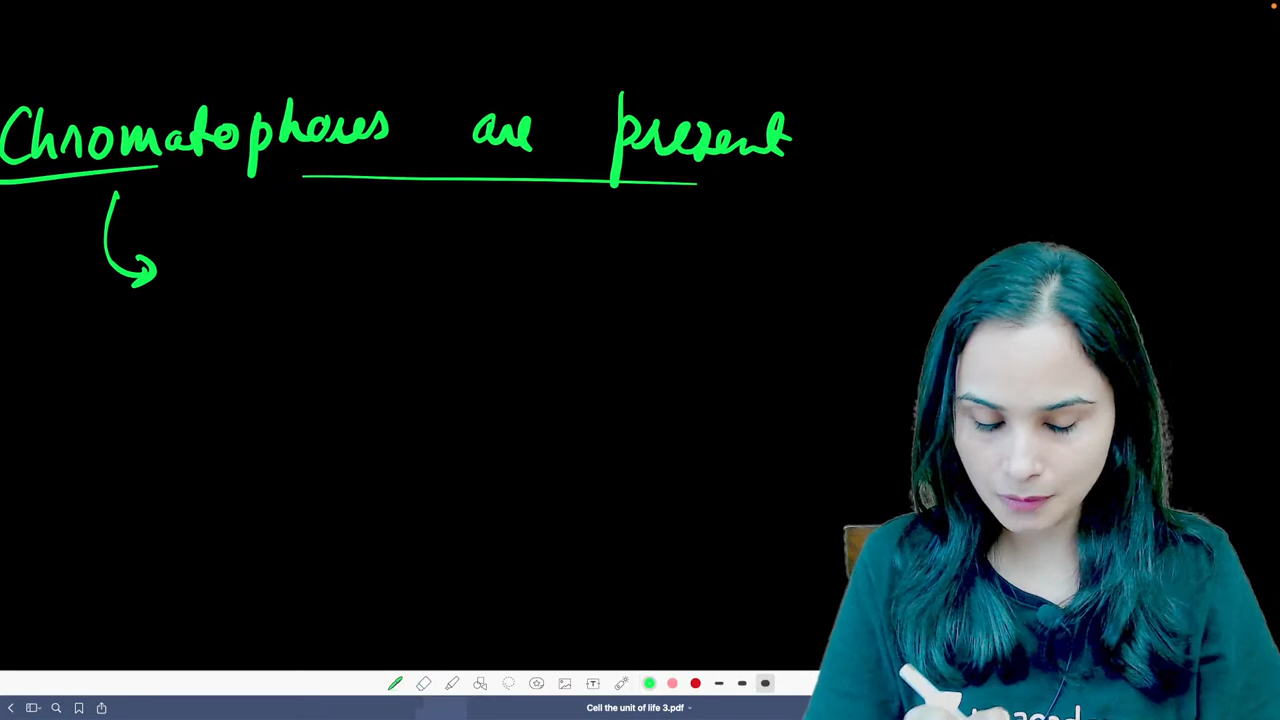 Chromatophores are present
Cell the unit of life 3.pdf